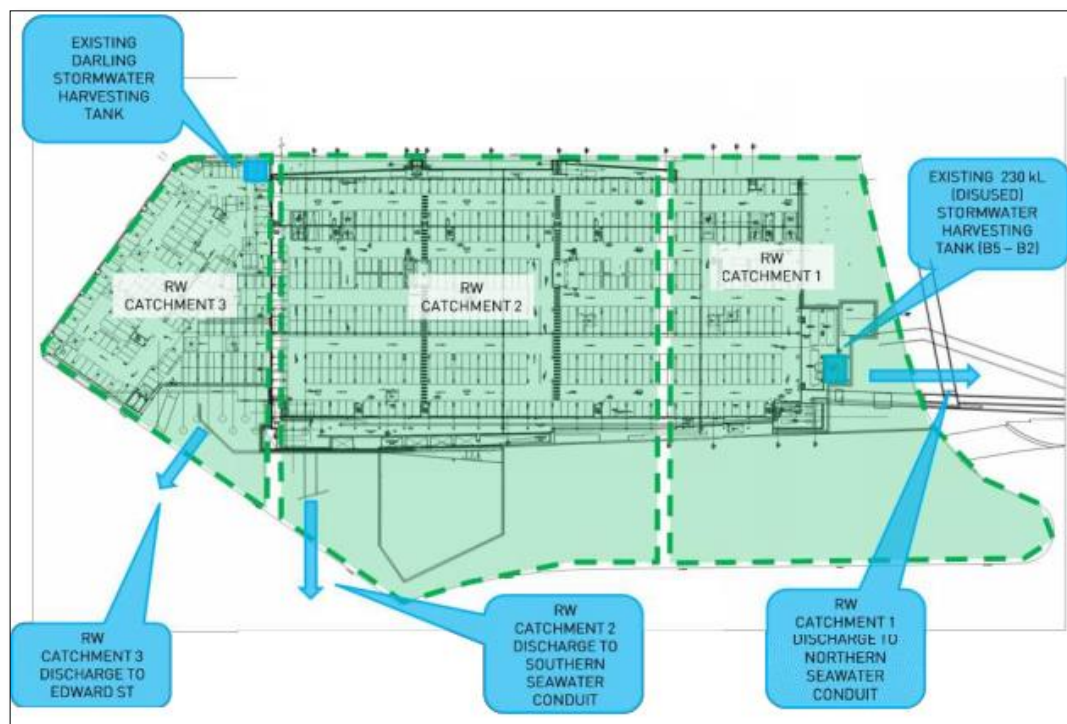 EXISTING
DARLING
STORMWATER
HARVESTING
TANK
EXISTING 230 kL
(DISUSED)
STORMWATER
HARVESTING
TANK (B5 – B2)
RW
CATCHMENT 3
RW
CATCHMENT 2
RW
CATCHMENT 1
RW
CATCHMENT 3
DISCHARGE TO
EDWARD ST
RW
CATCHMENT 2
DISCHARGE TO
SOUTHERN
SEAWATER
CONDUIT
RW
CATCHMENT 1
DISCHARGE TO
NORTHERN
SEAWATER
CONDUIT